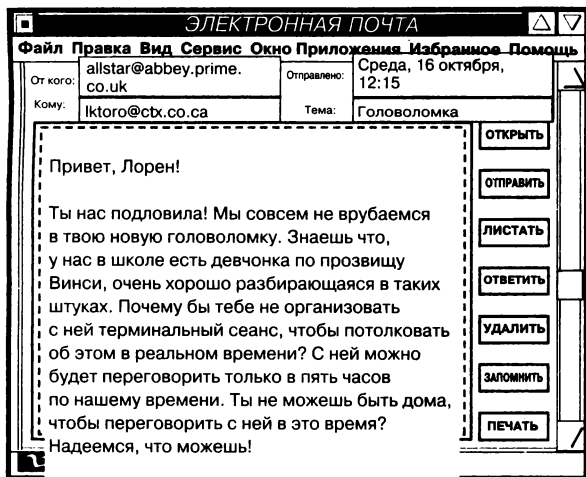 ЭЛЕКТРОННАЯ ПОЧТА
Файл Правка Вид Сервис Окно Приложения Избранное Помощь
От кого: allstar@abbey.prime.
co.uk
Отправлено: Среда, 16 октября,
12:15
Кому: lktoro@ctx.co.ca
Тема: Головоломка
Привет, Лорен!
Ты нас подловила! Мы совсем не врубаемся
в твою новую головоломку. Знаешь что,
у нас в школе есть девчонка по прозвищу
Винси, очень хорошо разбирающаяся в таких
штуках. Почему бы тебе не организовать
с ней терминальный сеанс, чтобы потолковать
об этом в реальном времени? С ней можно
будет переговорить только в пять часов
по нашему времени. Ты не можешь быть дома,
чтобы переговорить с ней в это время?
Надеемся, что можешь!
ОТКРЫТЬ
ОТПРАВИТЬ
ЛИСТАТЬ
ОТВЕТИТЬ
УДАЛИТЬ
ЗАПОМНИТЬ
ПЕЧАТЬ